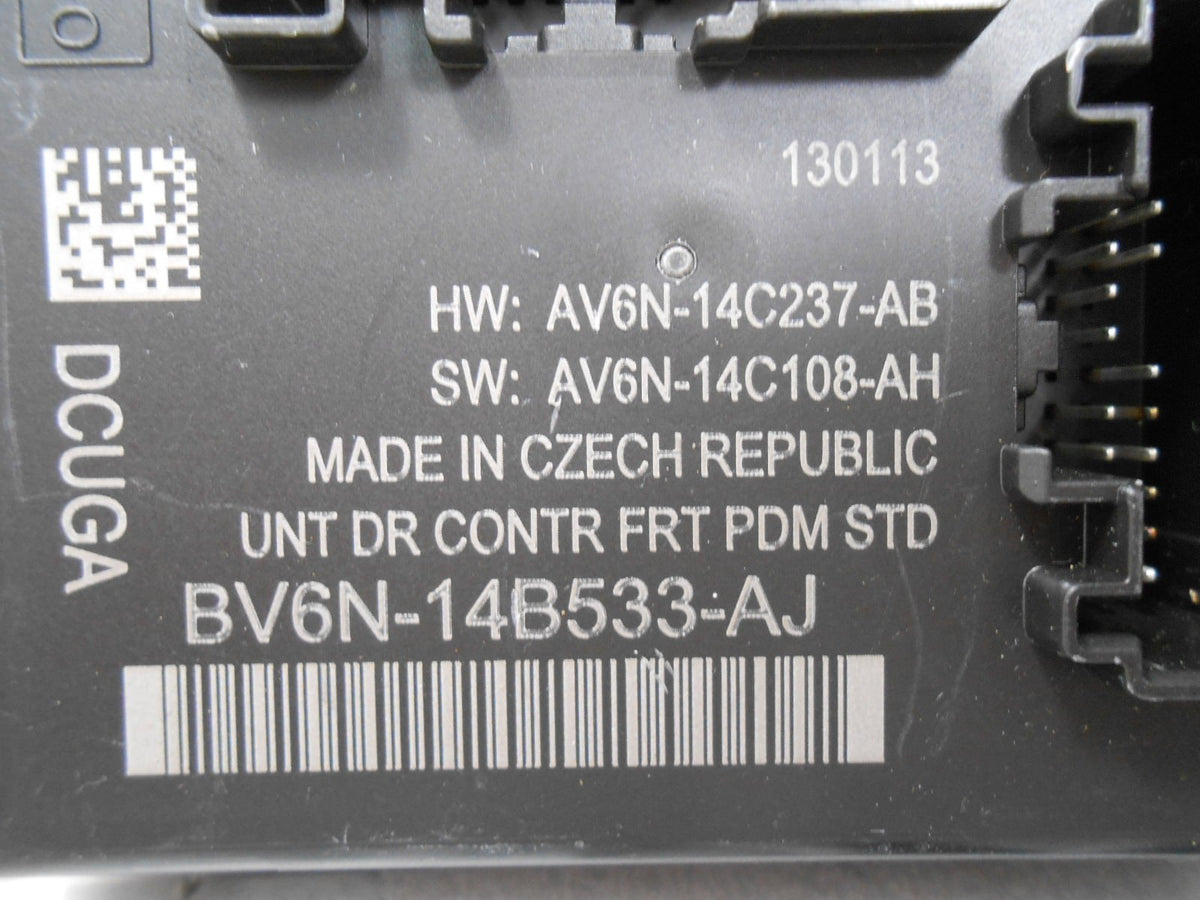 O
130113
HW: AV6N-14C237-AB
SW: AV6N-14C108-AH
MADE IN CZECH REPUBLIC
UNT DR CONTR FRT PDM STD
BV6N-14B533-AJ
DCUGA